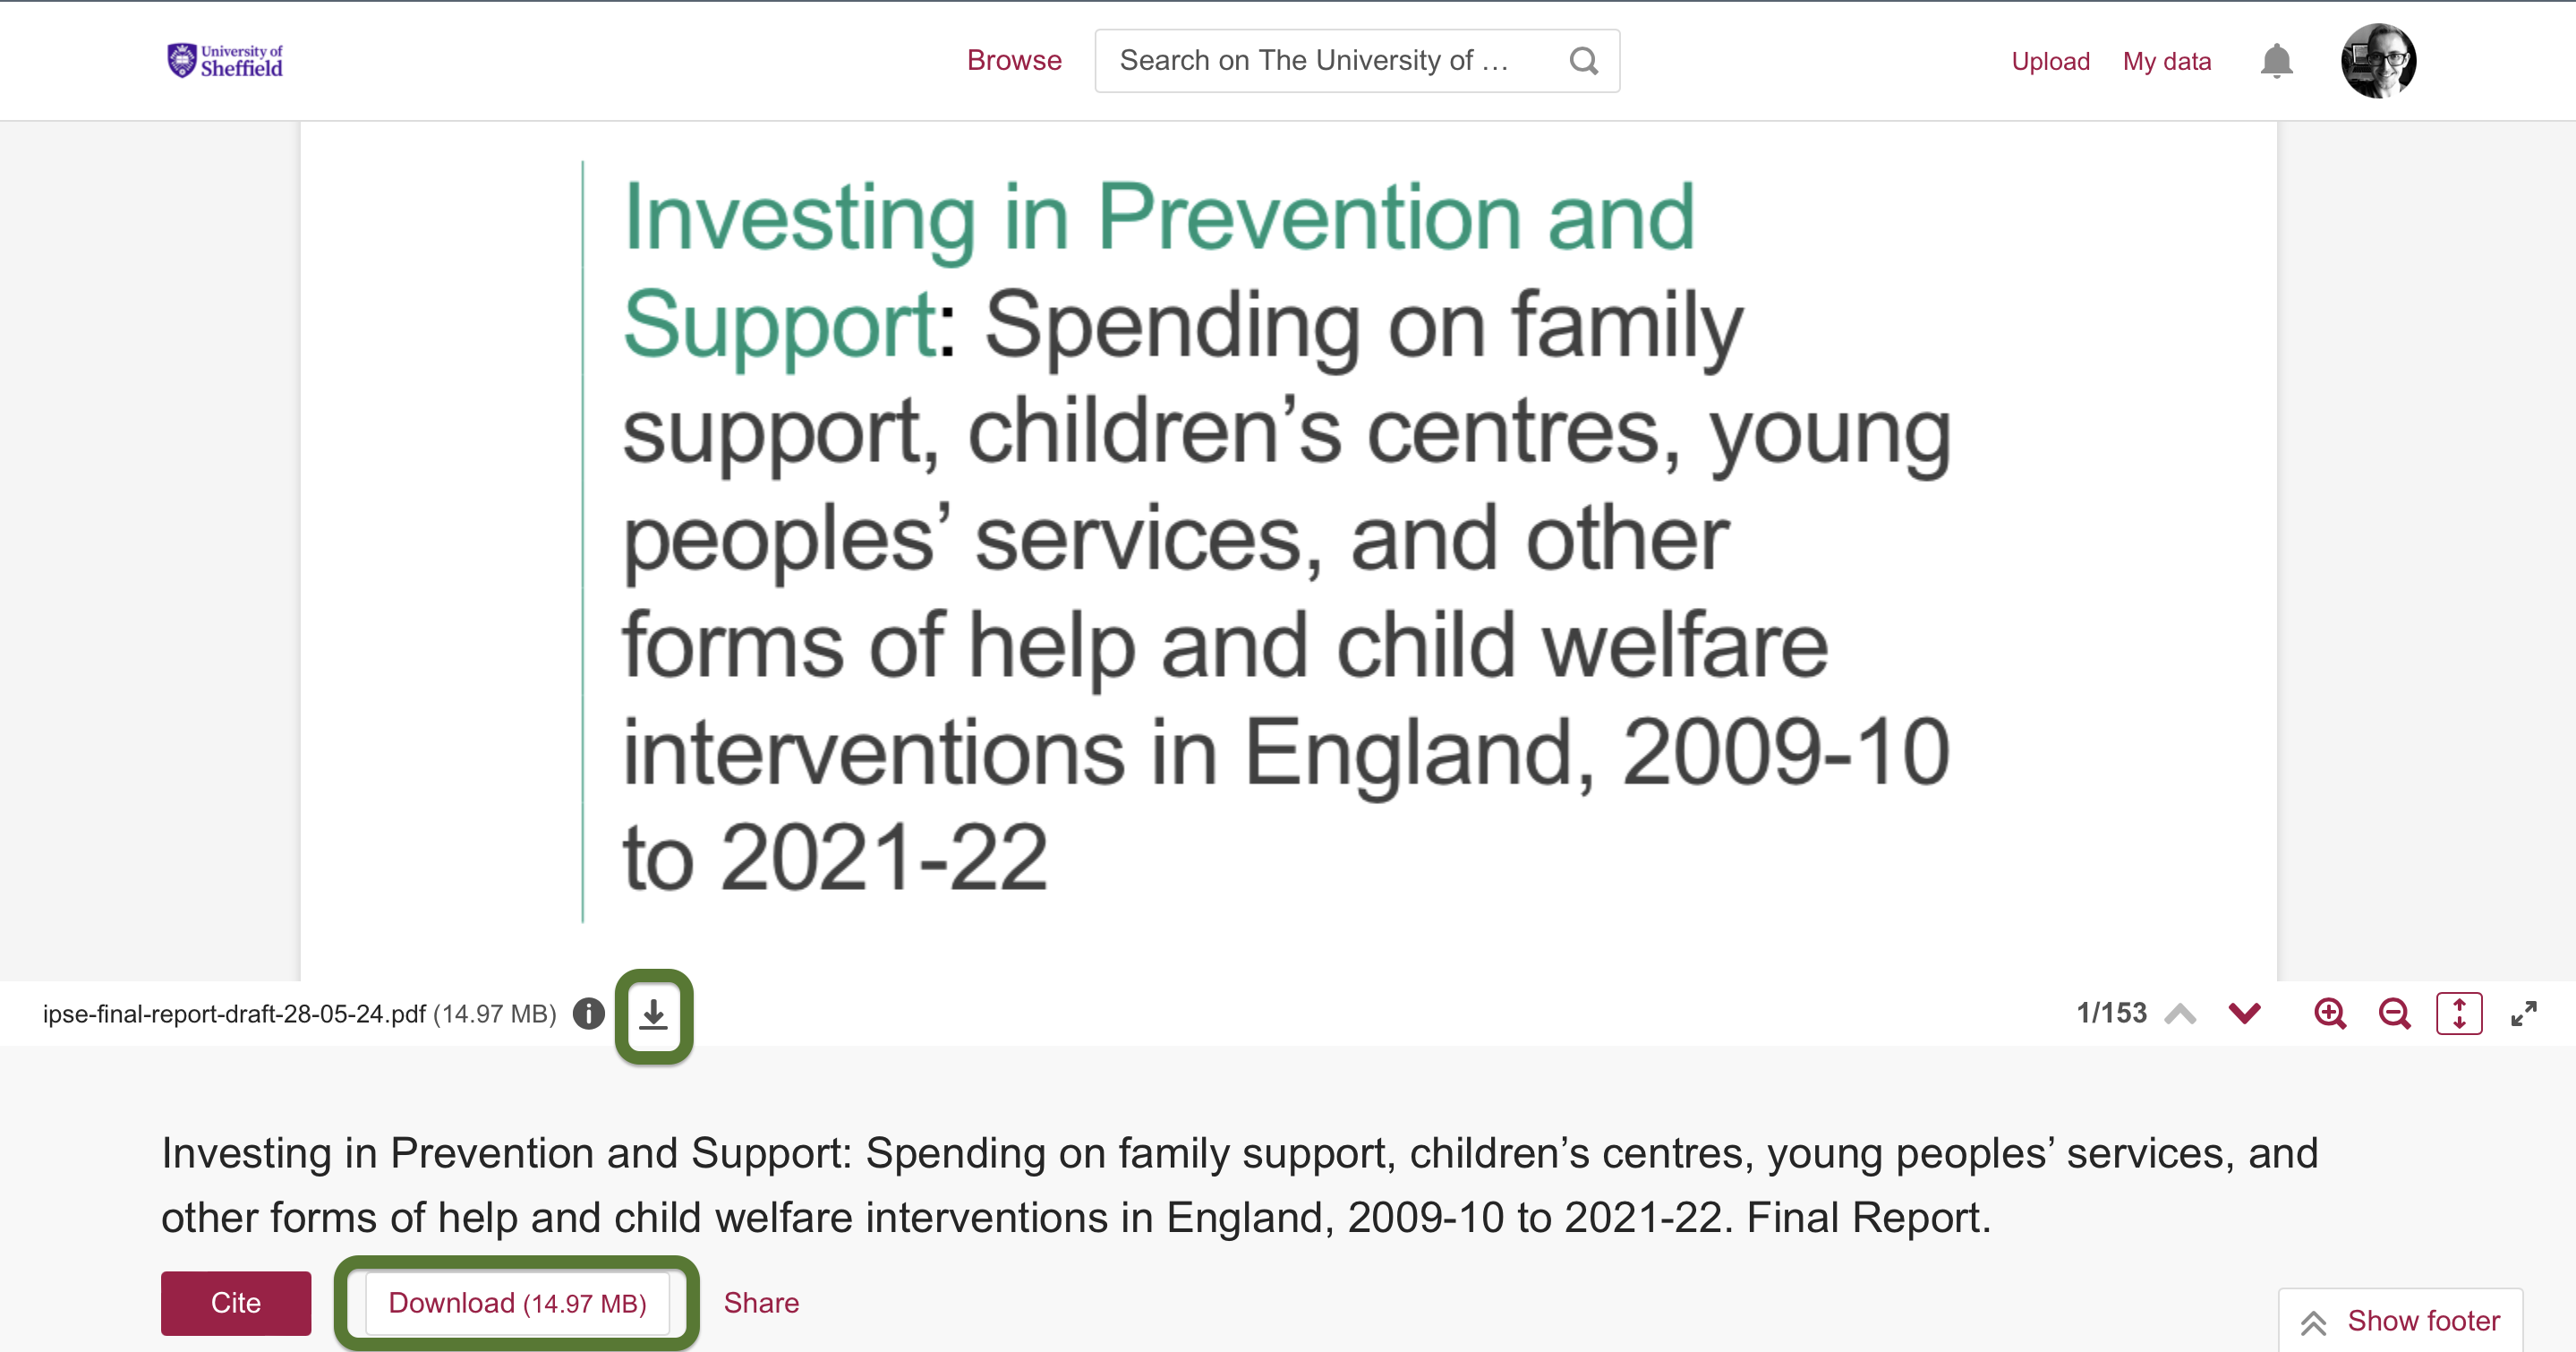 University of
Sheffield
Browse
Search on The University of ...
Upload
My data
Investing in Prevention and
Support: Spending on family
support, children’s centres, young
peoples’ services, and other
forms of help and child welfare
interventions in England, 2009-10
to 2021-22
ipse-final-report-draft-28-05-24.pdf (14.97 MB)
1/153
Investing in Prevention and Support: Spending on family support, children’s centres, young peoples’ services, and
other forms of help and child welfare interventions in England, 2009-10 to 2021-22. Final Report.
Cite
Download (14.97 MB)
Share
Show footer